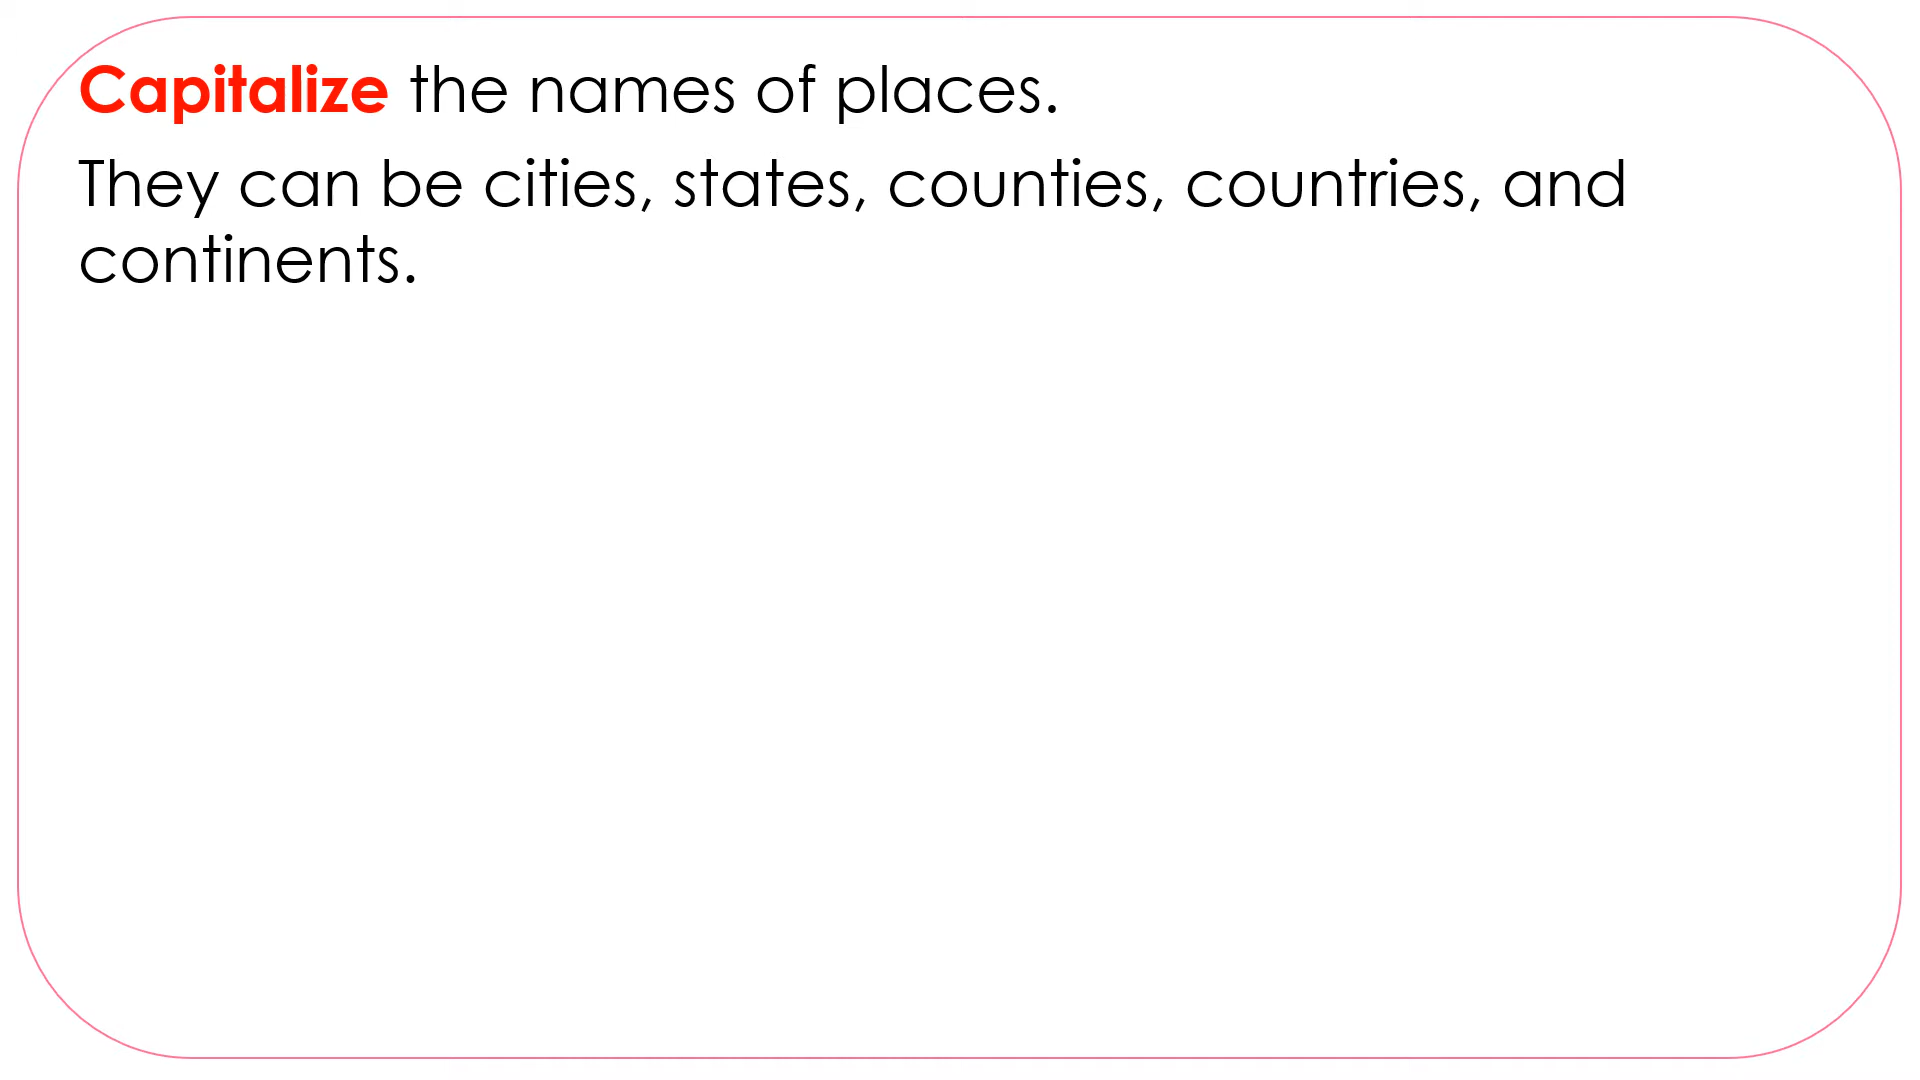 Capitalize the names of places.
They can be cities, states, counties, countries, and
continents.